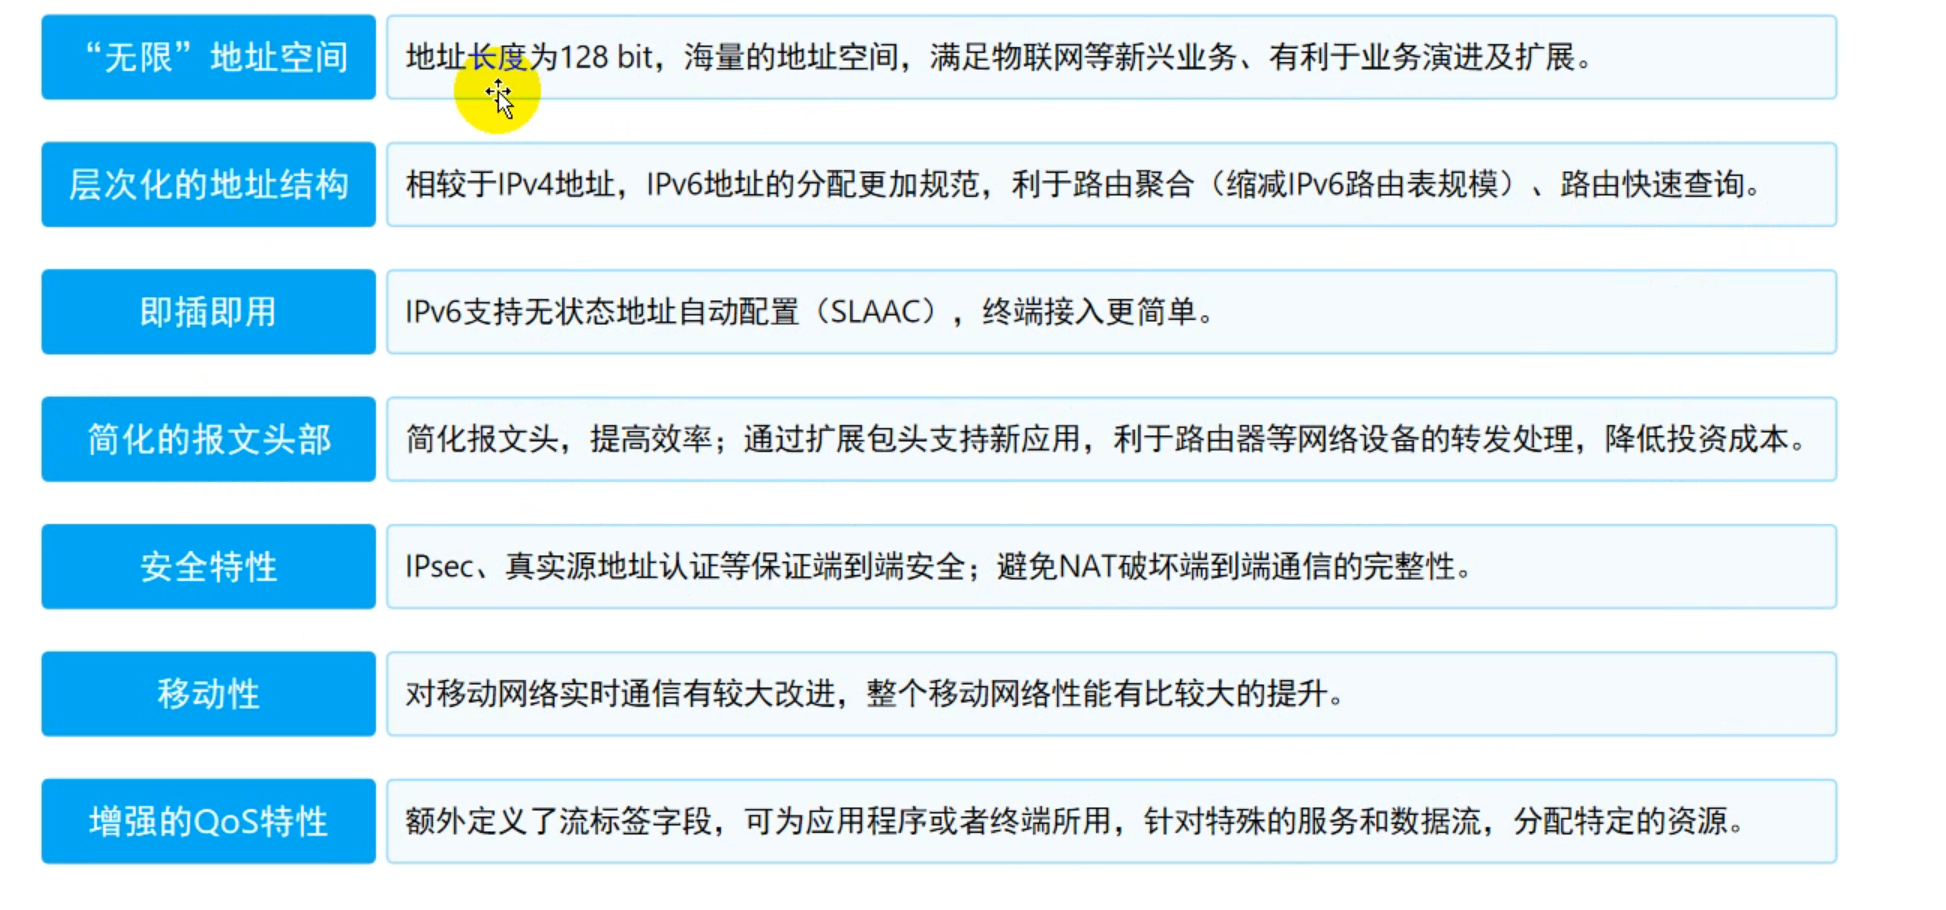 “无限”地址空间
地址长度为128 bit，海量的地址空间，满足物联网等新兴业务、有利于业务演进及扩展。
层次化的地址结构
相较于IPv4地址，IPv6地址的分配更加规范，利于路由聚合（缩减IPv6路由表规模）、路由快速查询。
即插即用
IPv6支持无状态地址自动配置（SLAAC），终端接入更简单。
简化的报文头部
简化报文头，提高效率；通过扩展包头支持新应用，利于路由器等网络设备的转发处理，降低投资成本。
安全特性
IPsec、真实源地址认证等保证端到端安全；避免NAT破坏端到端通信的完整性。
移动性
对移动网络实时通信有较大改进，整个移动网络性能有比较大的提升。
增强的QoS特性
额外定义了流标签字段，可为应用程序或者终端所用，针对特殊的服务和数据流，分配特定的资源。